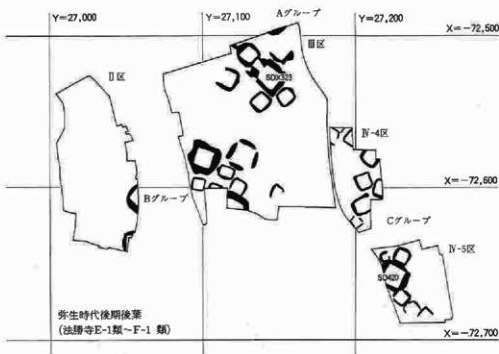 Y=27,000
Y=27,100
Aグループ
Y=27,200
X=-72,500
Ⅱ区
Ⅲ区
SDX323
Ⅳ-4区
X=-72,600
Bグループ
Cグループ
Ⅳ-5区
SD420
弥生時代後期後葉
(法勝寺E-1類～F-1 類)
X=-72,700